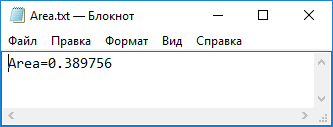 Area.txt — Блокнот
Файл Правка Формат Вид Справка
Area=0.389756